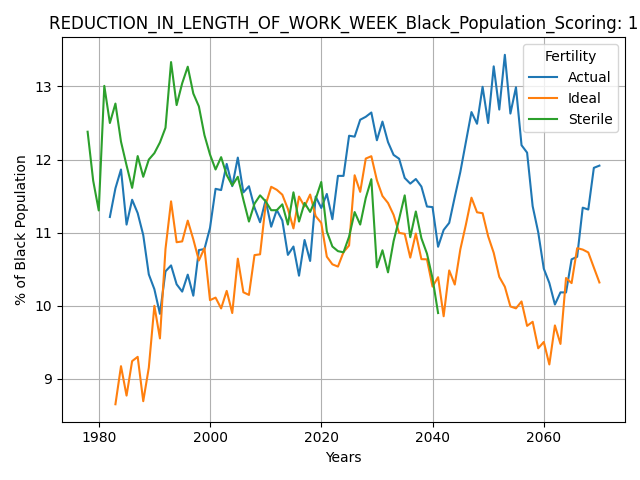 REDUCTION_IN_LENGTH_OF_WORK_WEEK_Black_Population_Scoring: 1
Fertility
Actual
Ideal
Sterile
% of Black Population
13
12
11
10
9
1980
2000
2020
2040
2060
Years